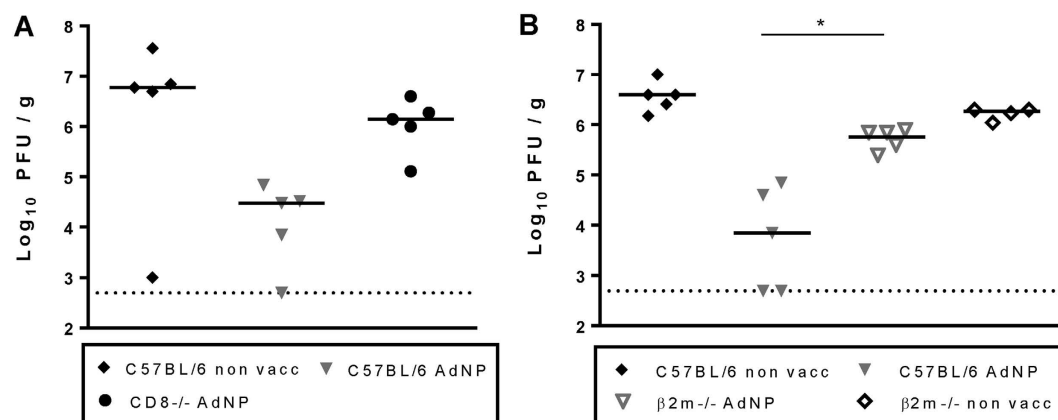 A
Log10 PFU / g
8
7
6
5
4
3
2
C57BL/6 non vacc
C57BL/6 AdNP
CD8-/- AdNP
B
*
Log10 PFU / g
8
7
6
5
4
3
2
C57BL/6 non vacc
C57BL/6 AdNP
β2m-/- AdNP
β2m-/- non vacc